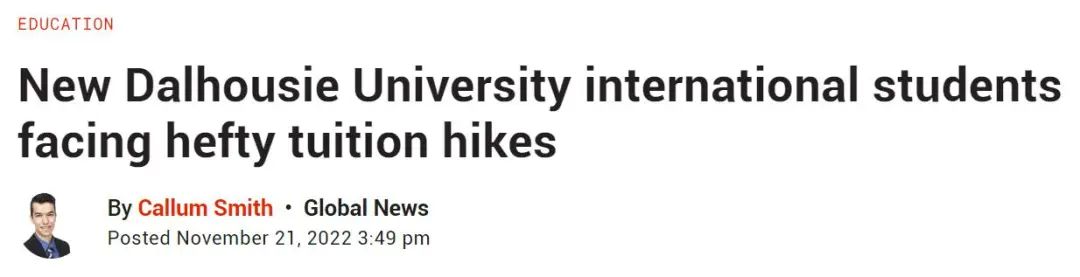 EDUCATION
New Dalhousie University international students
facing hefty tuition hikes
By Callum Smith • Global News
Posted November 21, 2022 3:49 pm